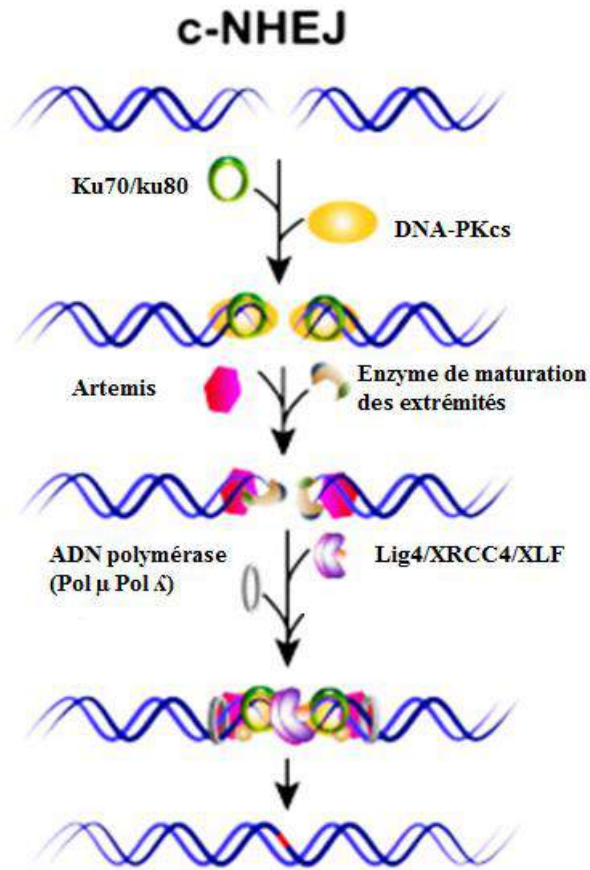 c-NHEJ
Ku70/ku80
DNA-PKcs
Artemis
Enzyme de maturation
des extrémités
ADN polymérase
(Pol µ Pol ʎ)
Lig4/XRCC4/XLF